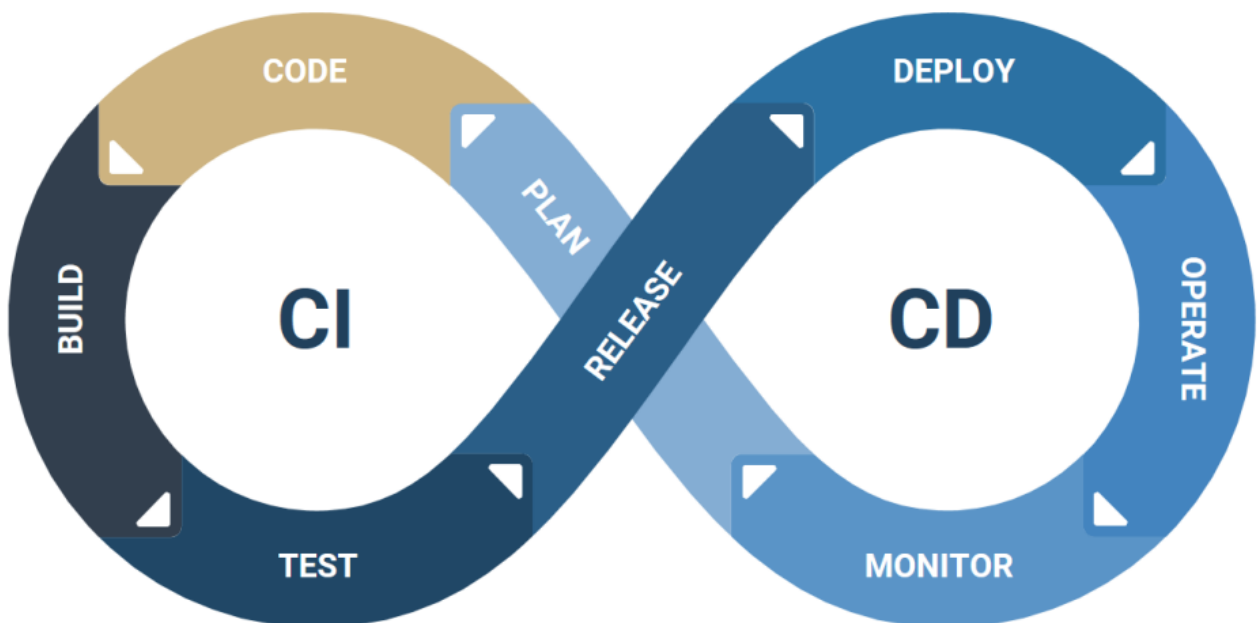 CODE
DEPLOY
PLAN
BUILD
CI
RELEASE
CD
OPERATE
TEST
MONITOR